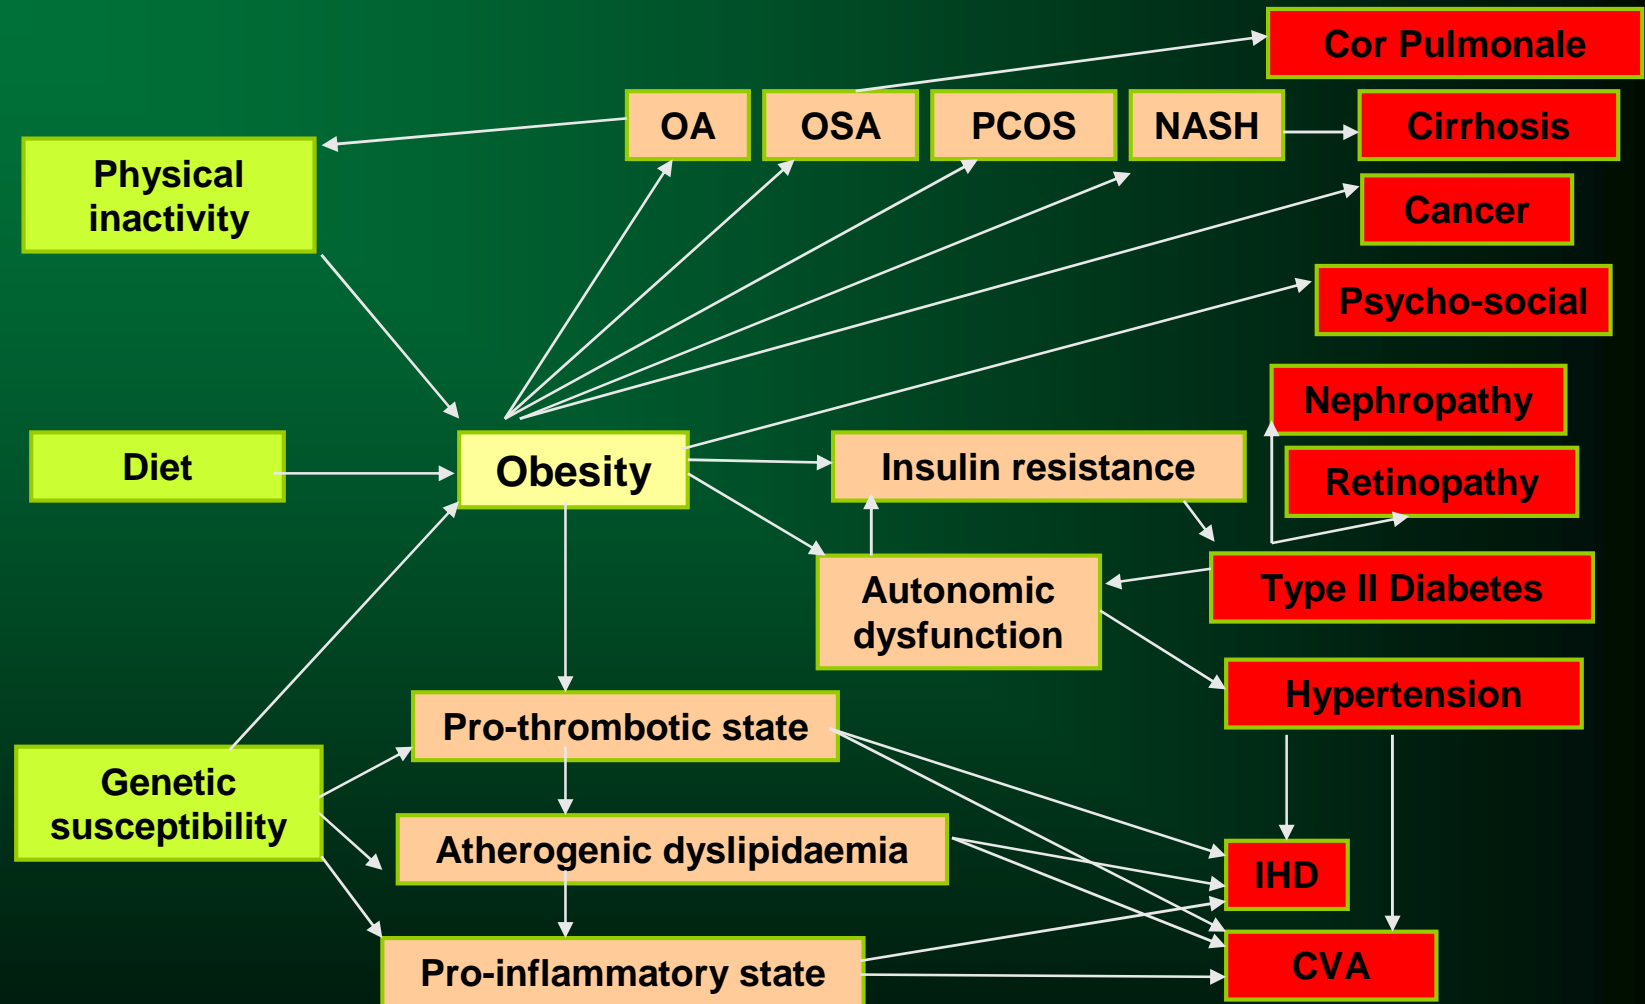 Cor Pulmonale
OA
OSA
PCOS
NASH
Cirrhosis
Physical
inactivity
Cancer
Psycho-social
Nephropathy
Diet
Obesity
Insulin resistance
Retinopathy
Autonomic
dysfunction
Type II Diabetes
Hypertension
Pro-thrombotic state
Genetic
susceptibility
Atherogenic dyslipidaemia
IHD
Pro-inflammatory state
CVA